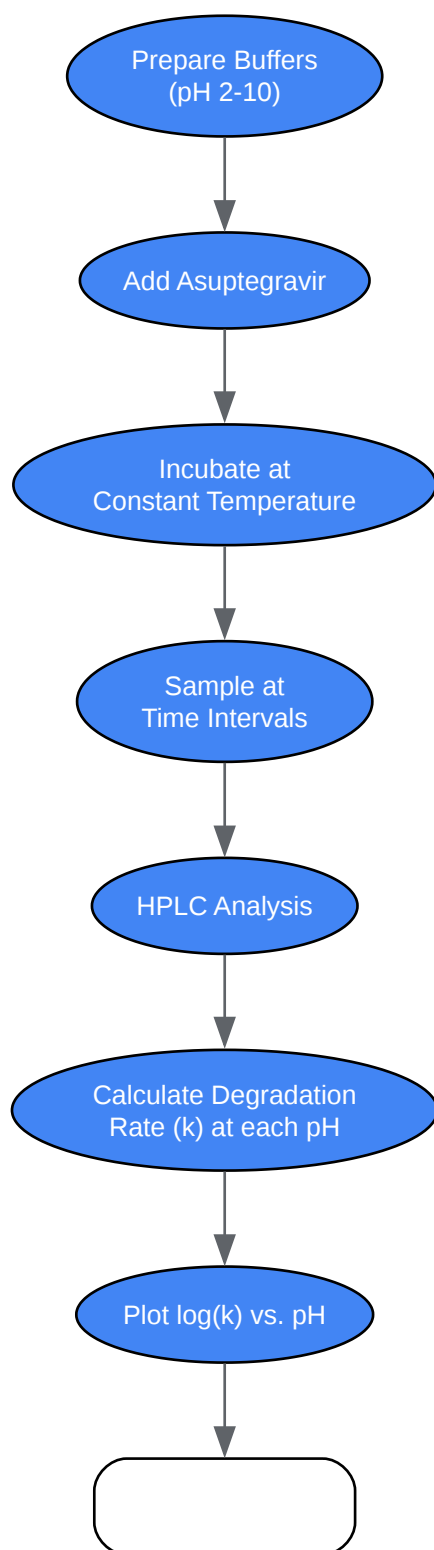 Prepare Buffers
(pH 2-10)
Add Asuptegravir
Incubate at
Constant Temperature
Sample at
Time Intervals
HPLC Analysis
Calculate Degradation
Rate (k) at each pH
Plot log(k) vs. pH